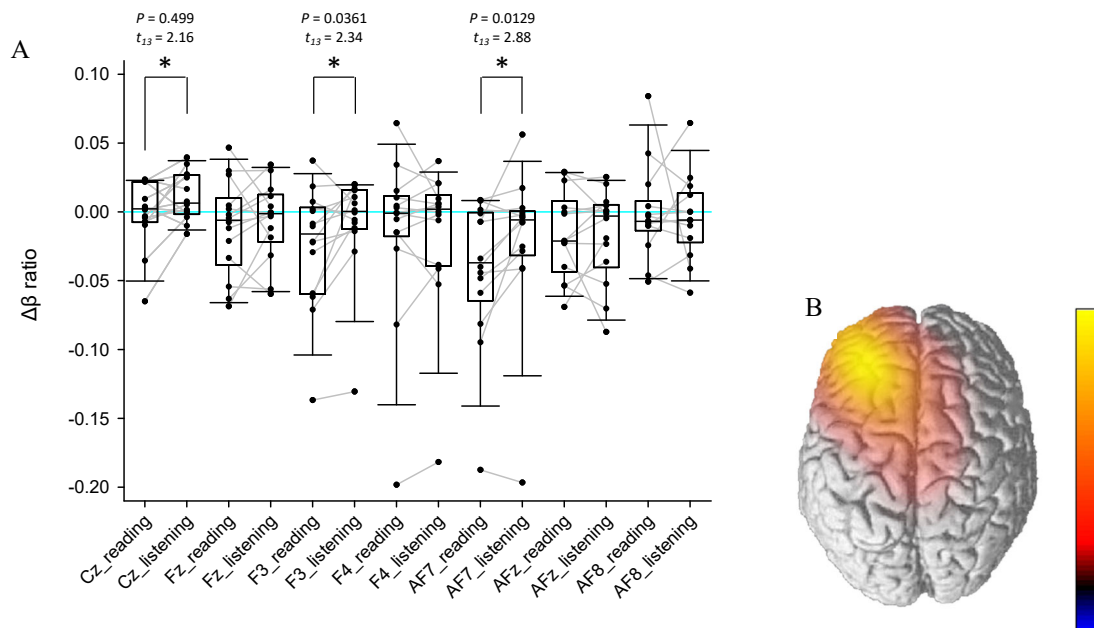 P = 0.499
t13 = 2.16
P = 0.0361
t13 = 2.34
P = 0.0129
t13 = 2.88
A
*
*
*
0.10
0.05
0.00
-0.05
-0.10
-0.15
-0.20
Δβ ratio
Cz_reading
Cz_listening
Fz_reading
Fz_listening
F3_reading
F3_listening
F4_reading
F4_listening
AF7_reading
AF7_listening
AFz_reading
AFz_listening
AF8_reading
AF8_listening
B